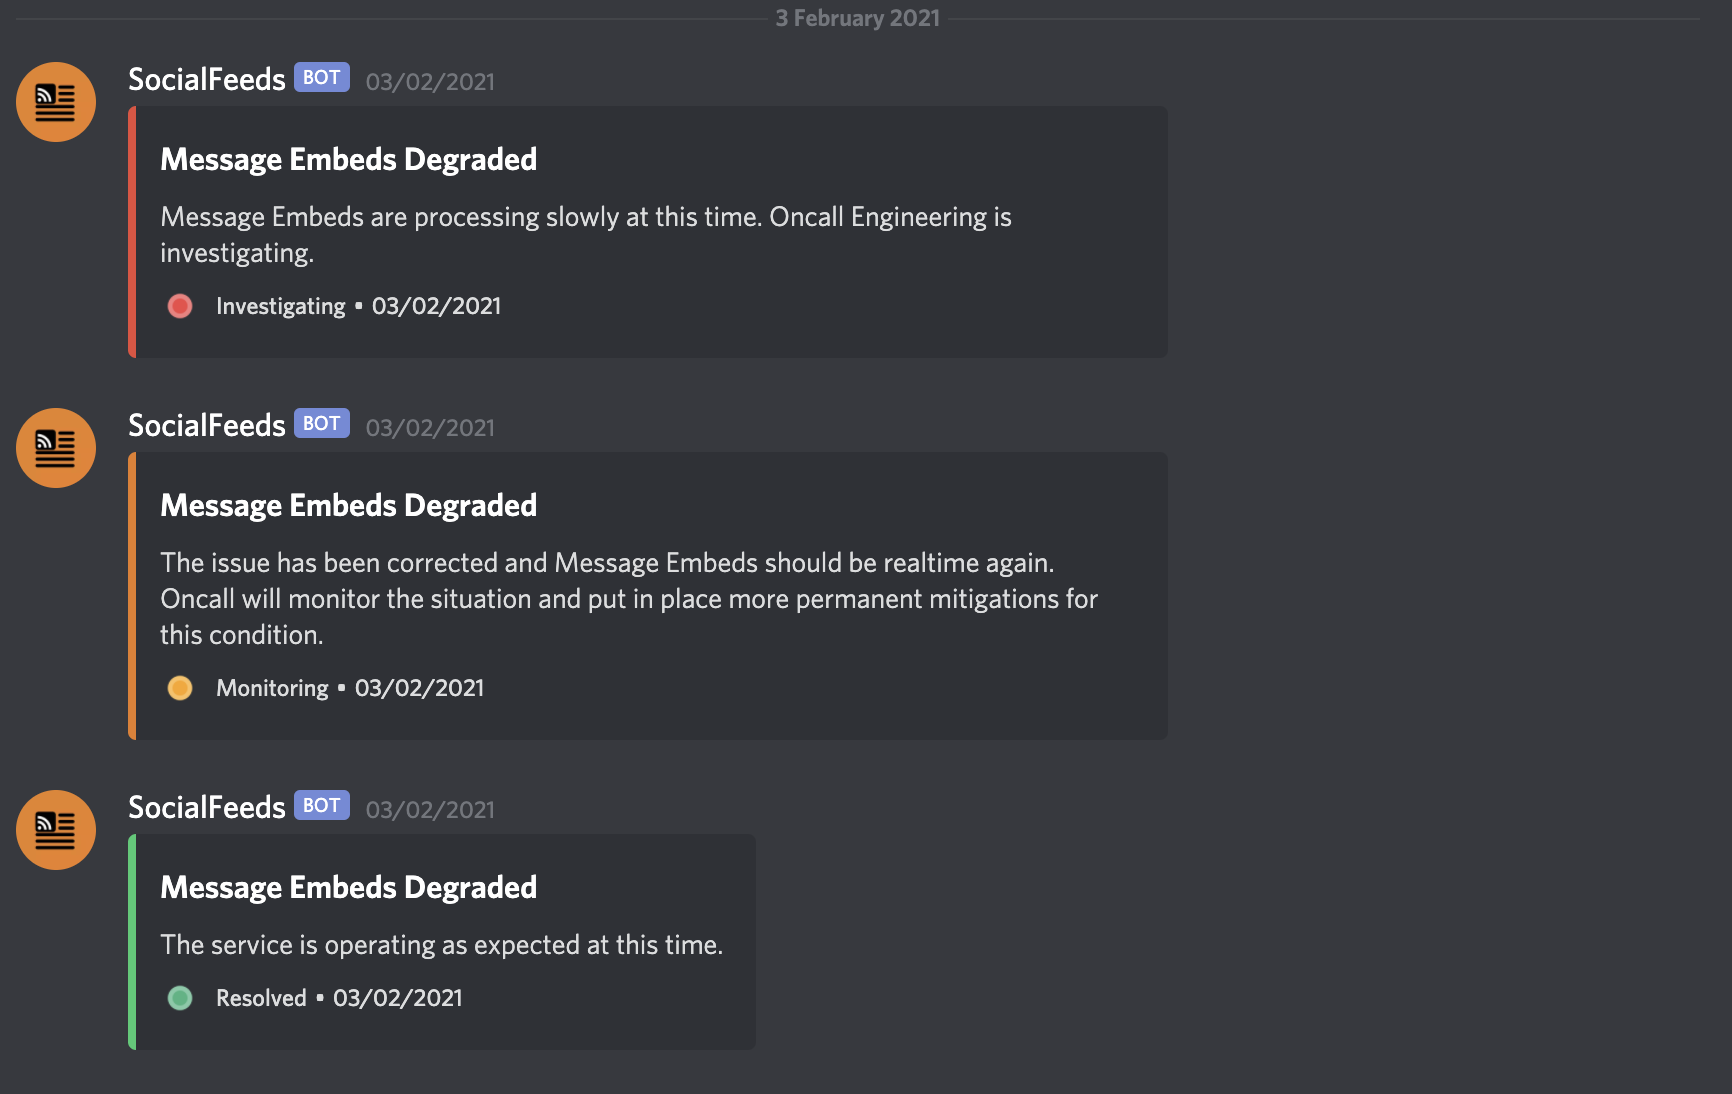 3 February 2021
SocialFeeds BOT 03/02/2021
Message Embeds Degraded
Message Embeds are processing slowly at this time. Oncall Engineering is
investigating.
Investigating • 03/02/2021
SocialFeeds BOT 03/02/2021
Message Embeds Degraded
The issue has been corrected and Message Embeds should be realtime again.
Oncall will monitor the situation and put in place more permanent mitigations for
this condition.
Monitoring • 03/02/2021
SocialFeeds BOT 03/02/2021
Message Embeds Degraded
The service is operating as expected at this time.
Resolved • 03/02/2021